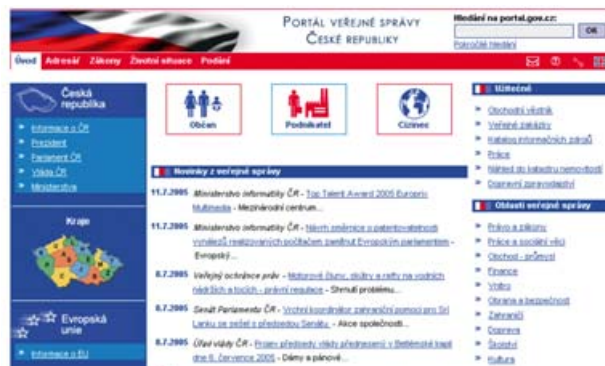 PORTÁL VEŘEJNÉ SPRÁVY
ČESKÉ REPUBLIKY
Hledání na portal.gov.cz:
OK
Pokročilé hledání
Úvod Adresář Zákony Životní situace Podání
Česká
republika
Informace o ČR
Prezident
Parlament ČR
Vláda ČR
Ministerstva
Kraje
Evropská
unie
Informace o EU
Občan
Podnikatel
Cizinec
Novinky z veřejné správy
11.7.2005 Ministerstvo informatiky ČR - Top Talent Award 2005 Europrix
Multimedia - Mezinárodní centrum...
11.7.2005 Ministerstvo informatiky ČR - Návrh směrnice o patentovatelnosti
vynálezů realizovaných počítačem zamítnut Evropským parlamentem -
Evropský...
8.7.2005 Veřejný ochránce práv - Motorové čluny, skútry a rafty na vodních
nádržích a tocích - právní regulace - Shrnutí problému...
8.7.2005 Senát Parlamentu ČR - Vrchní koordinátor zahraniční pomoci pro Srí
Lanku se sešel s předsedou Senátu - Akce společnosti...
8.7.2005 Úřad vlády ČR - Projev předsedy vlády přednesený v Betlémské kapli
dne 6. července 2005 - Dámy a pánové...
Užitečné
Obchodní věstník
Veřejné zakázky
Katalog informačních zdrojů
Práce
Náhled do katastru nemovitostí
Dopravní zpravodajství
Oblasti veřejné správy
Právo a zákony
Práce a sociální věci
Obchod - průmysl
Finance
Vnitro
Obrana a bezpečnost
Zahraničí
Doprava
Školství
Kultura